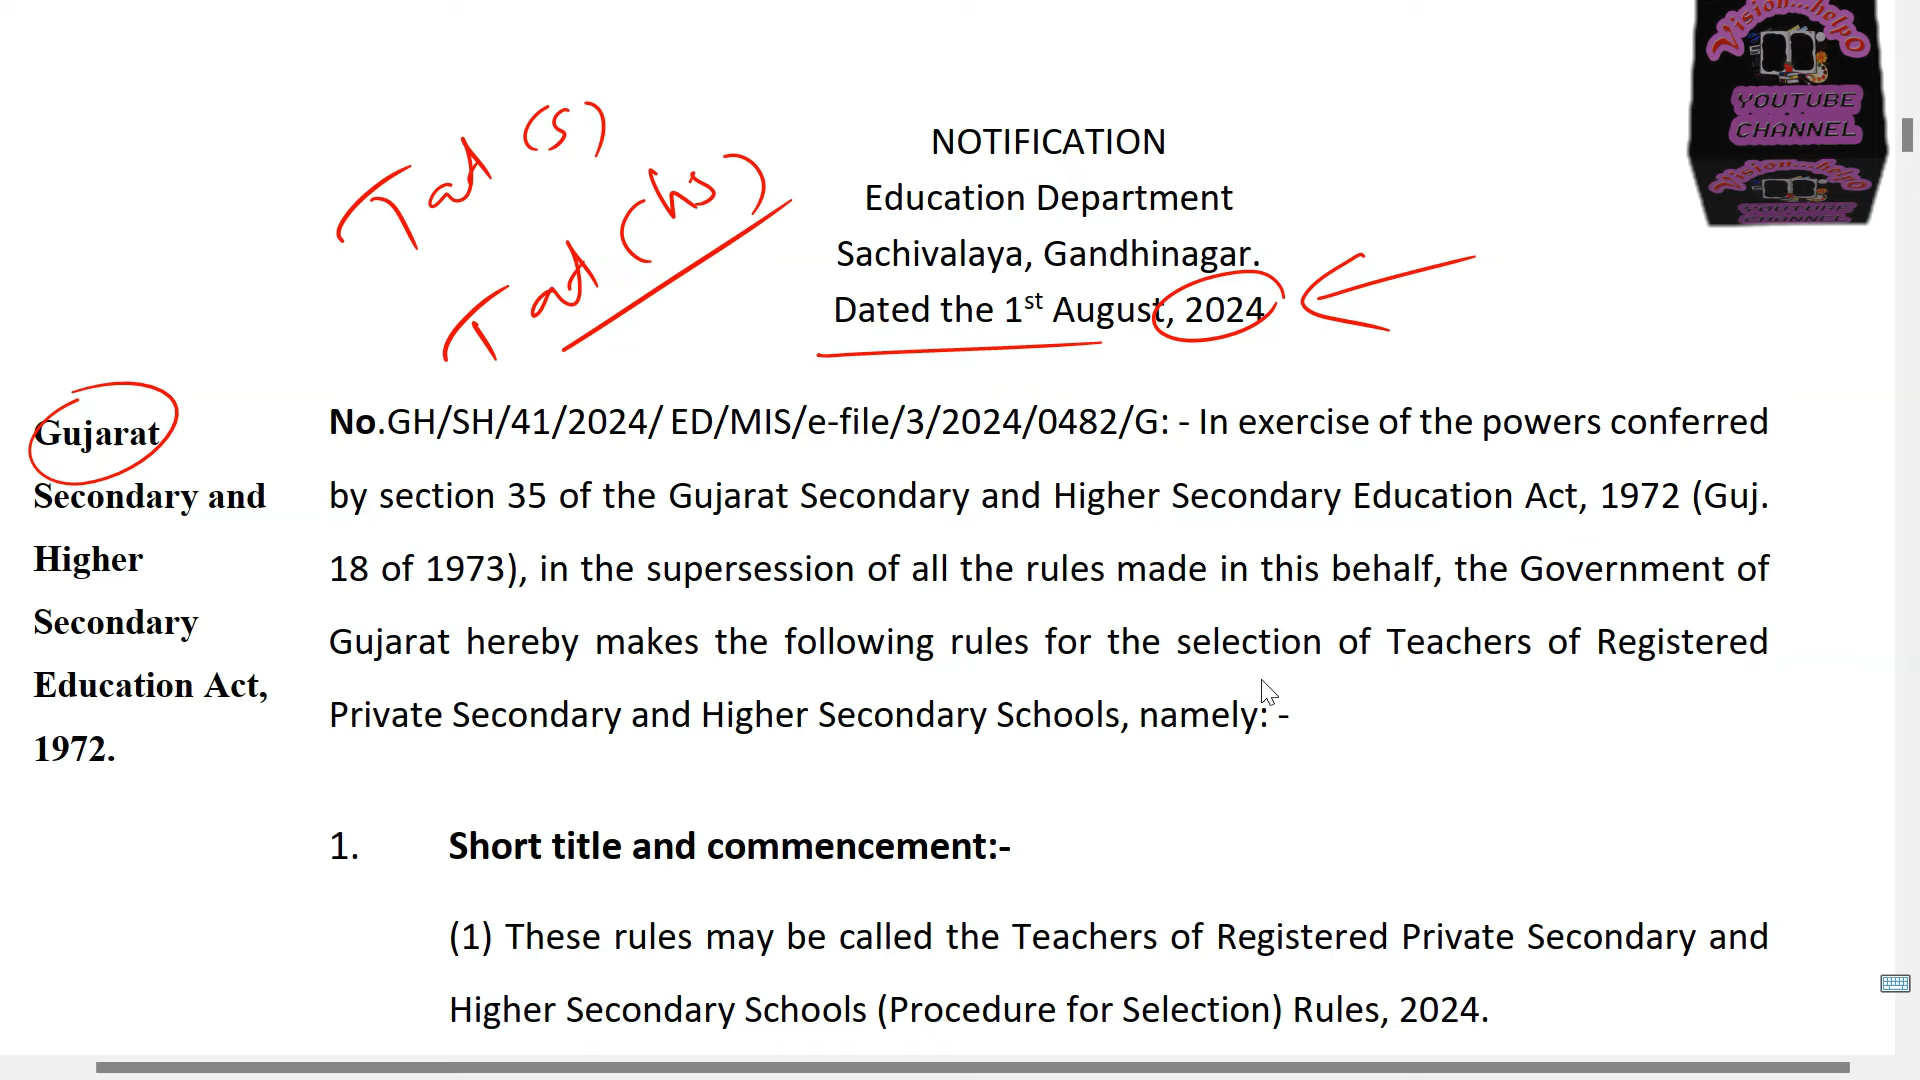 Vision...helpO
YOUTUBE
CHANNEL
Tat (S)
Tat (hs)
NOTIFICATION
Education Department
Sachivalaya, Gandhinagar.
Dated the 1st August, 2024
Gujarat
Secondary and
Higher
Secondary
Education Act,
1972.
No.GH/SH/41/2024/ ED/MIS/e-file/3/2024/0482/G: - In exercise of the powers conferred
by section 35 of the Gujarat Secondary and Higher Secondary Education Act, 1972 (Guj.
18 of 1973), in the supersession of all the rules made in this behalf, the Government of
Gujarat hereby makes the following rules for the selection of Teachers of Registered
Private Secondary and Higher Secondary Schools, namely: -
1. Short title and commencement:-
(1) These rules may be called the Teachers of Registered Private Secondary and
Higher Secondary Schools (Procedure for Selection) Rules, 2024.